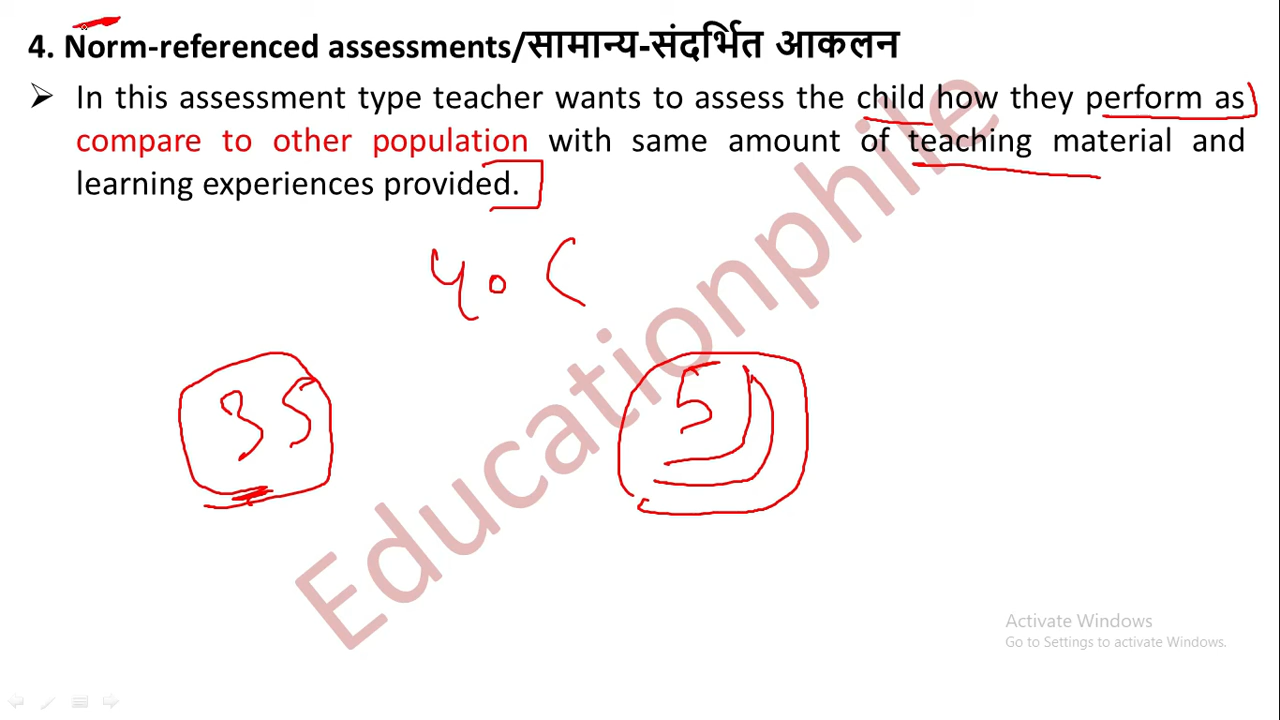 4. Norm-referenced assessments/सामान्य-संदर्भित आकलन
➤ In this assessment type teacher wants to assess the child how they perform as
compare to other population with same amount of teaching material and
learning experiences provided.
40
35
5
Educationphile
Activate Windows
Go to Settings to activate Windows.